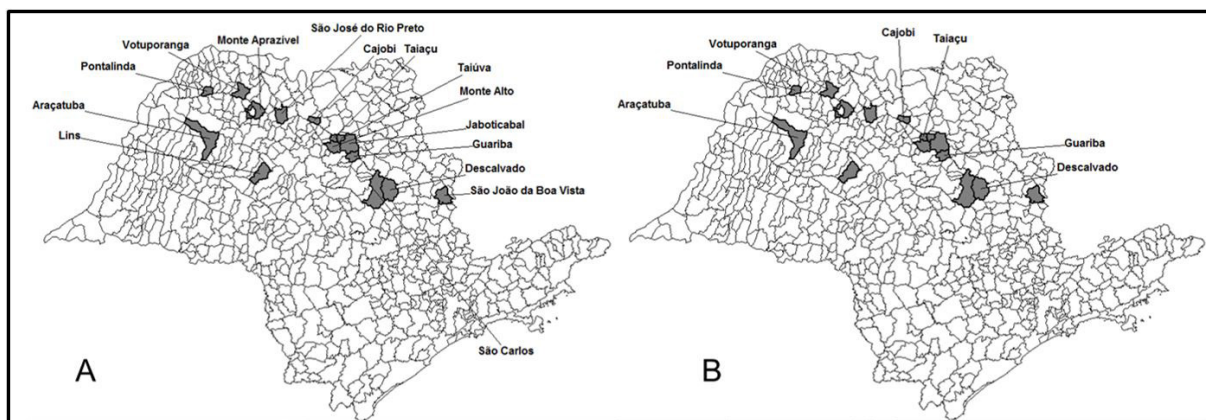 São José do Rio Preto
Monte Aprazível
Votuporanga
Cajobi
Taiaçu
Pontalinda
Taiúva
Monte Alto
Araçatuba
Jaboticabal
Lins
Guariba
Descalvado
São João da Boa Vista
São Carlos
A
Cajobi
Taiaçu
Votuporanga
Pontalinda
Araçatuba
Guariba
Descalvado
B